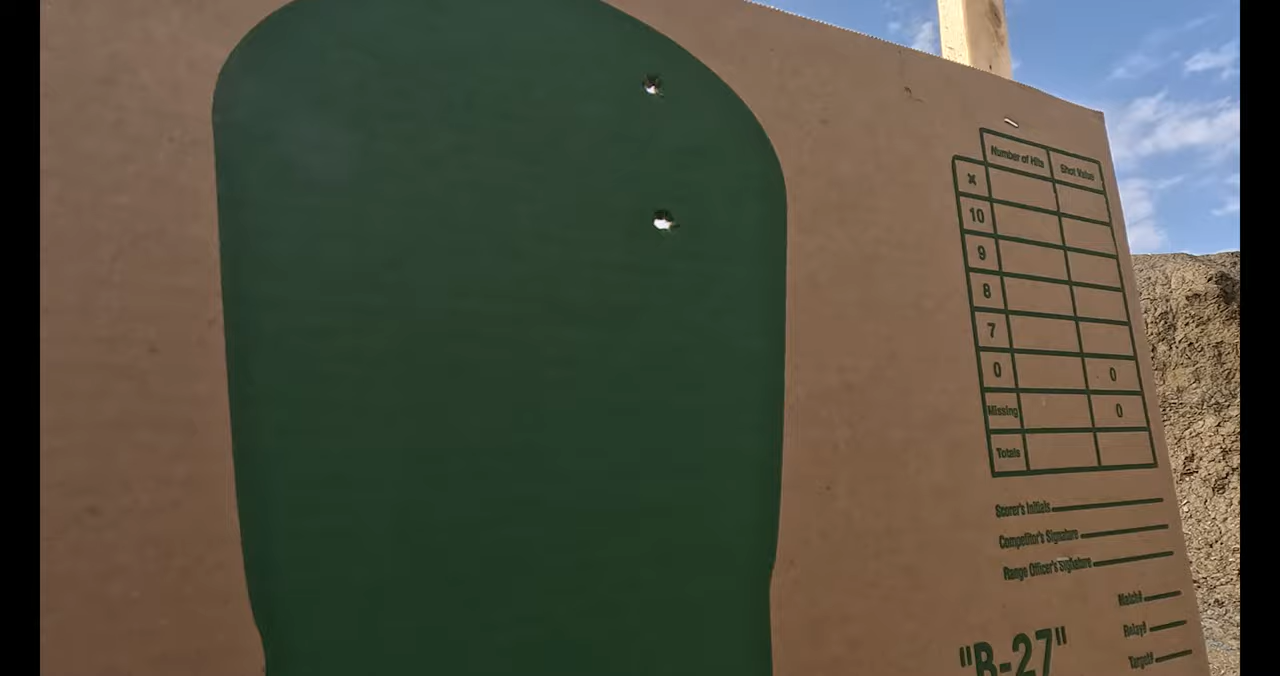 Number of Hits Shot Value
X
10
9
8
7
0 0
Missing 0
Totals
Scorer's Initials
Competitor's Signature
Range Officer's Signature
Match#
Relay#
Target#
"B-27"